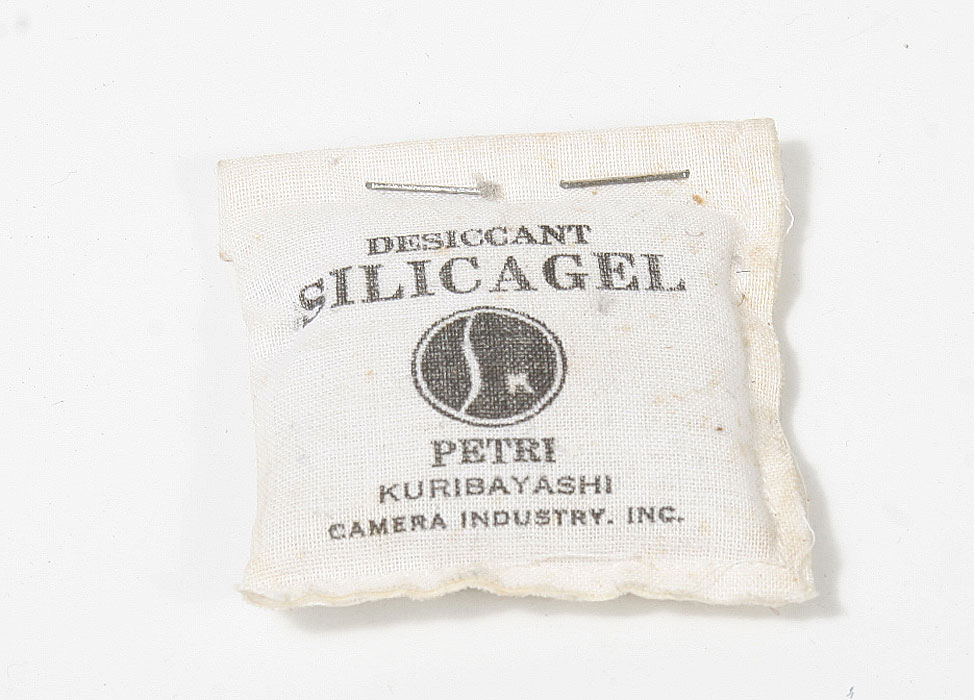 DESICCANT
SILICAGEL
K
PETRI
KURIBAYASHI
CAMERA INDUSTRY. INC.